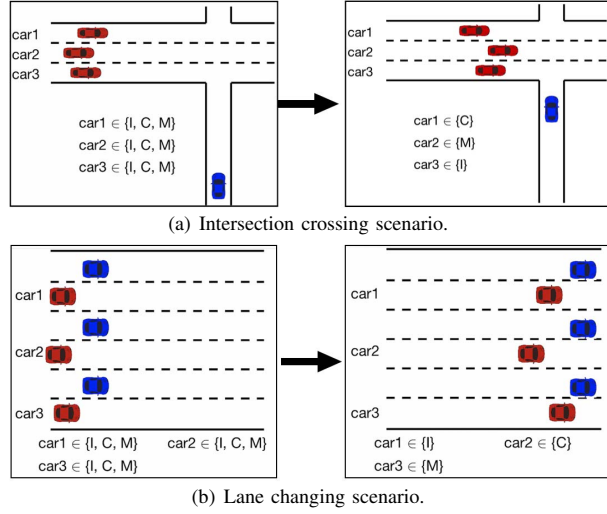 car1
car2
car3
car1 ∈ {I, C, M}
car2 ∈ {I, C, M}
car3 ∈ {I, C, M}
car1
car2
car3
car1 ∈ {C}
car2 ∈ {M}
car3 ∈ {I}
(a) Intersection crossing scenario.
car1
car2
car3
car1 ∈ {I, C, M} car2 ∈ {I, C, M}
car3 ∈ {I, C, M}
car1
car2
car3
car1 ∈ {I} car2 ∈ {C}
car3 ∈ {M}
(b) Lane changing scenario.